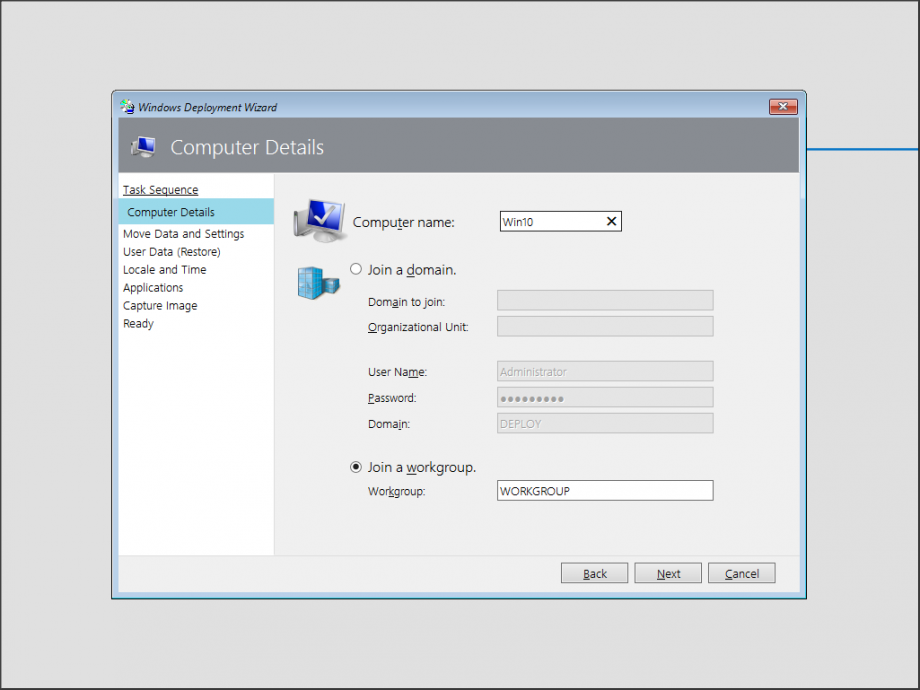 Windows Deployment Wizard
Computer Details
Task Sequence
Computer Details
Move Data and Settings
User Data (Restore)
Locale and Time
Applications
Capture Image
Ready
Computer name: Win10
Join a domain.
Domain to join:
Organizational Unit:
User Name: Administrator
Password: ●●●●●●●●●
Domain: DEPLOY
Join a workgroup.
Workgroup: WORKGROUP
Back Next Cancel